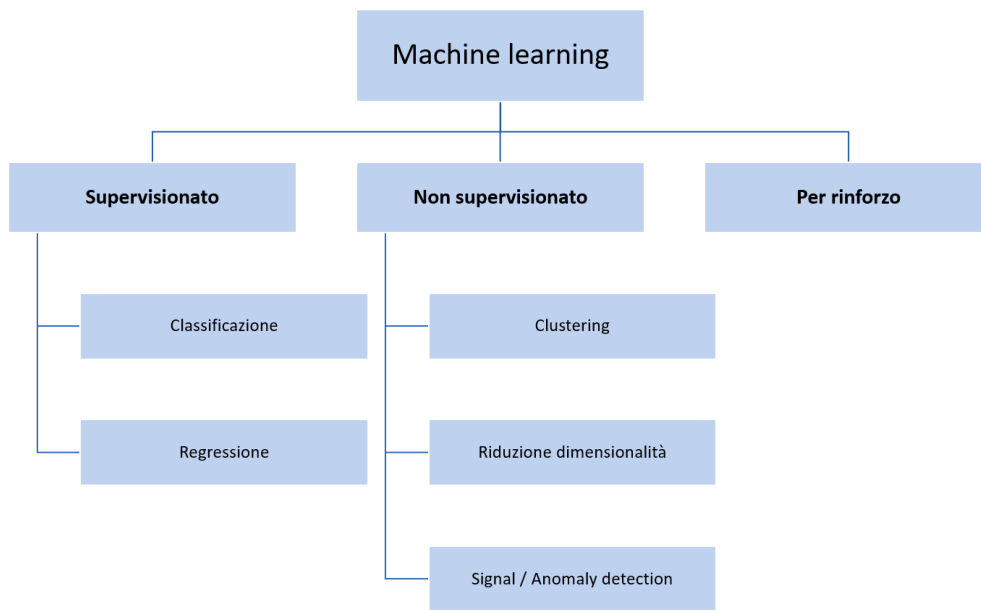 Machine learning
Supervisionato
Non supervisionato
Per rinforzo
Classificazione
Clustering
Regressione
Riduzione dimensionalità
Signal / Anomaly detection